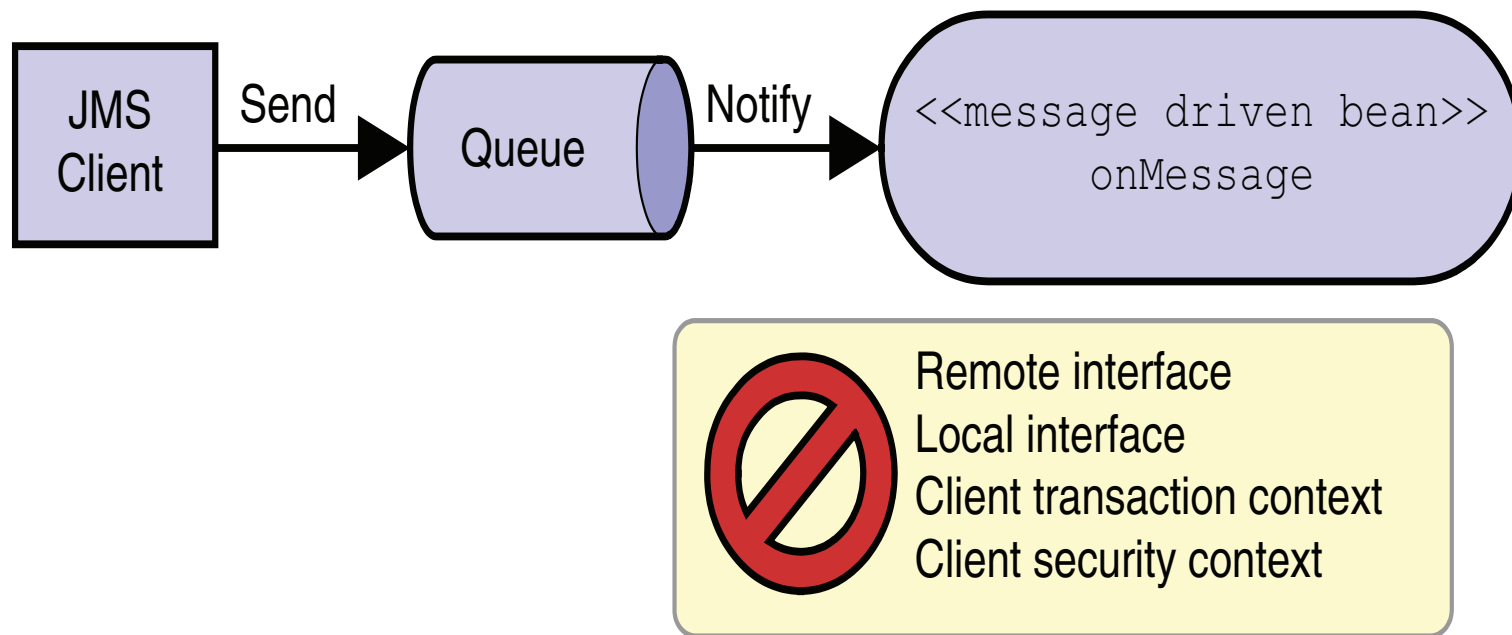 JMS
Client
Send
Queue
Notify
<<message driven bean>>
onMessage
Remote interface
Local interface
Client transaction context
Client security context